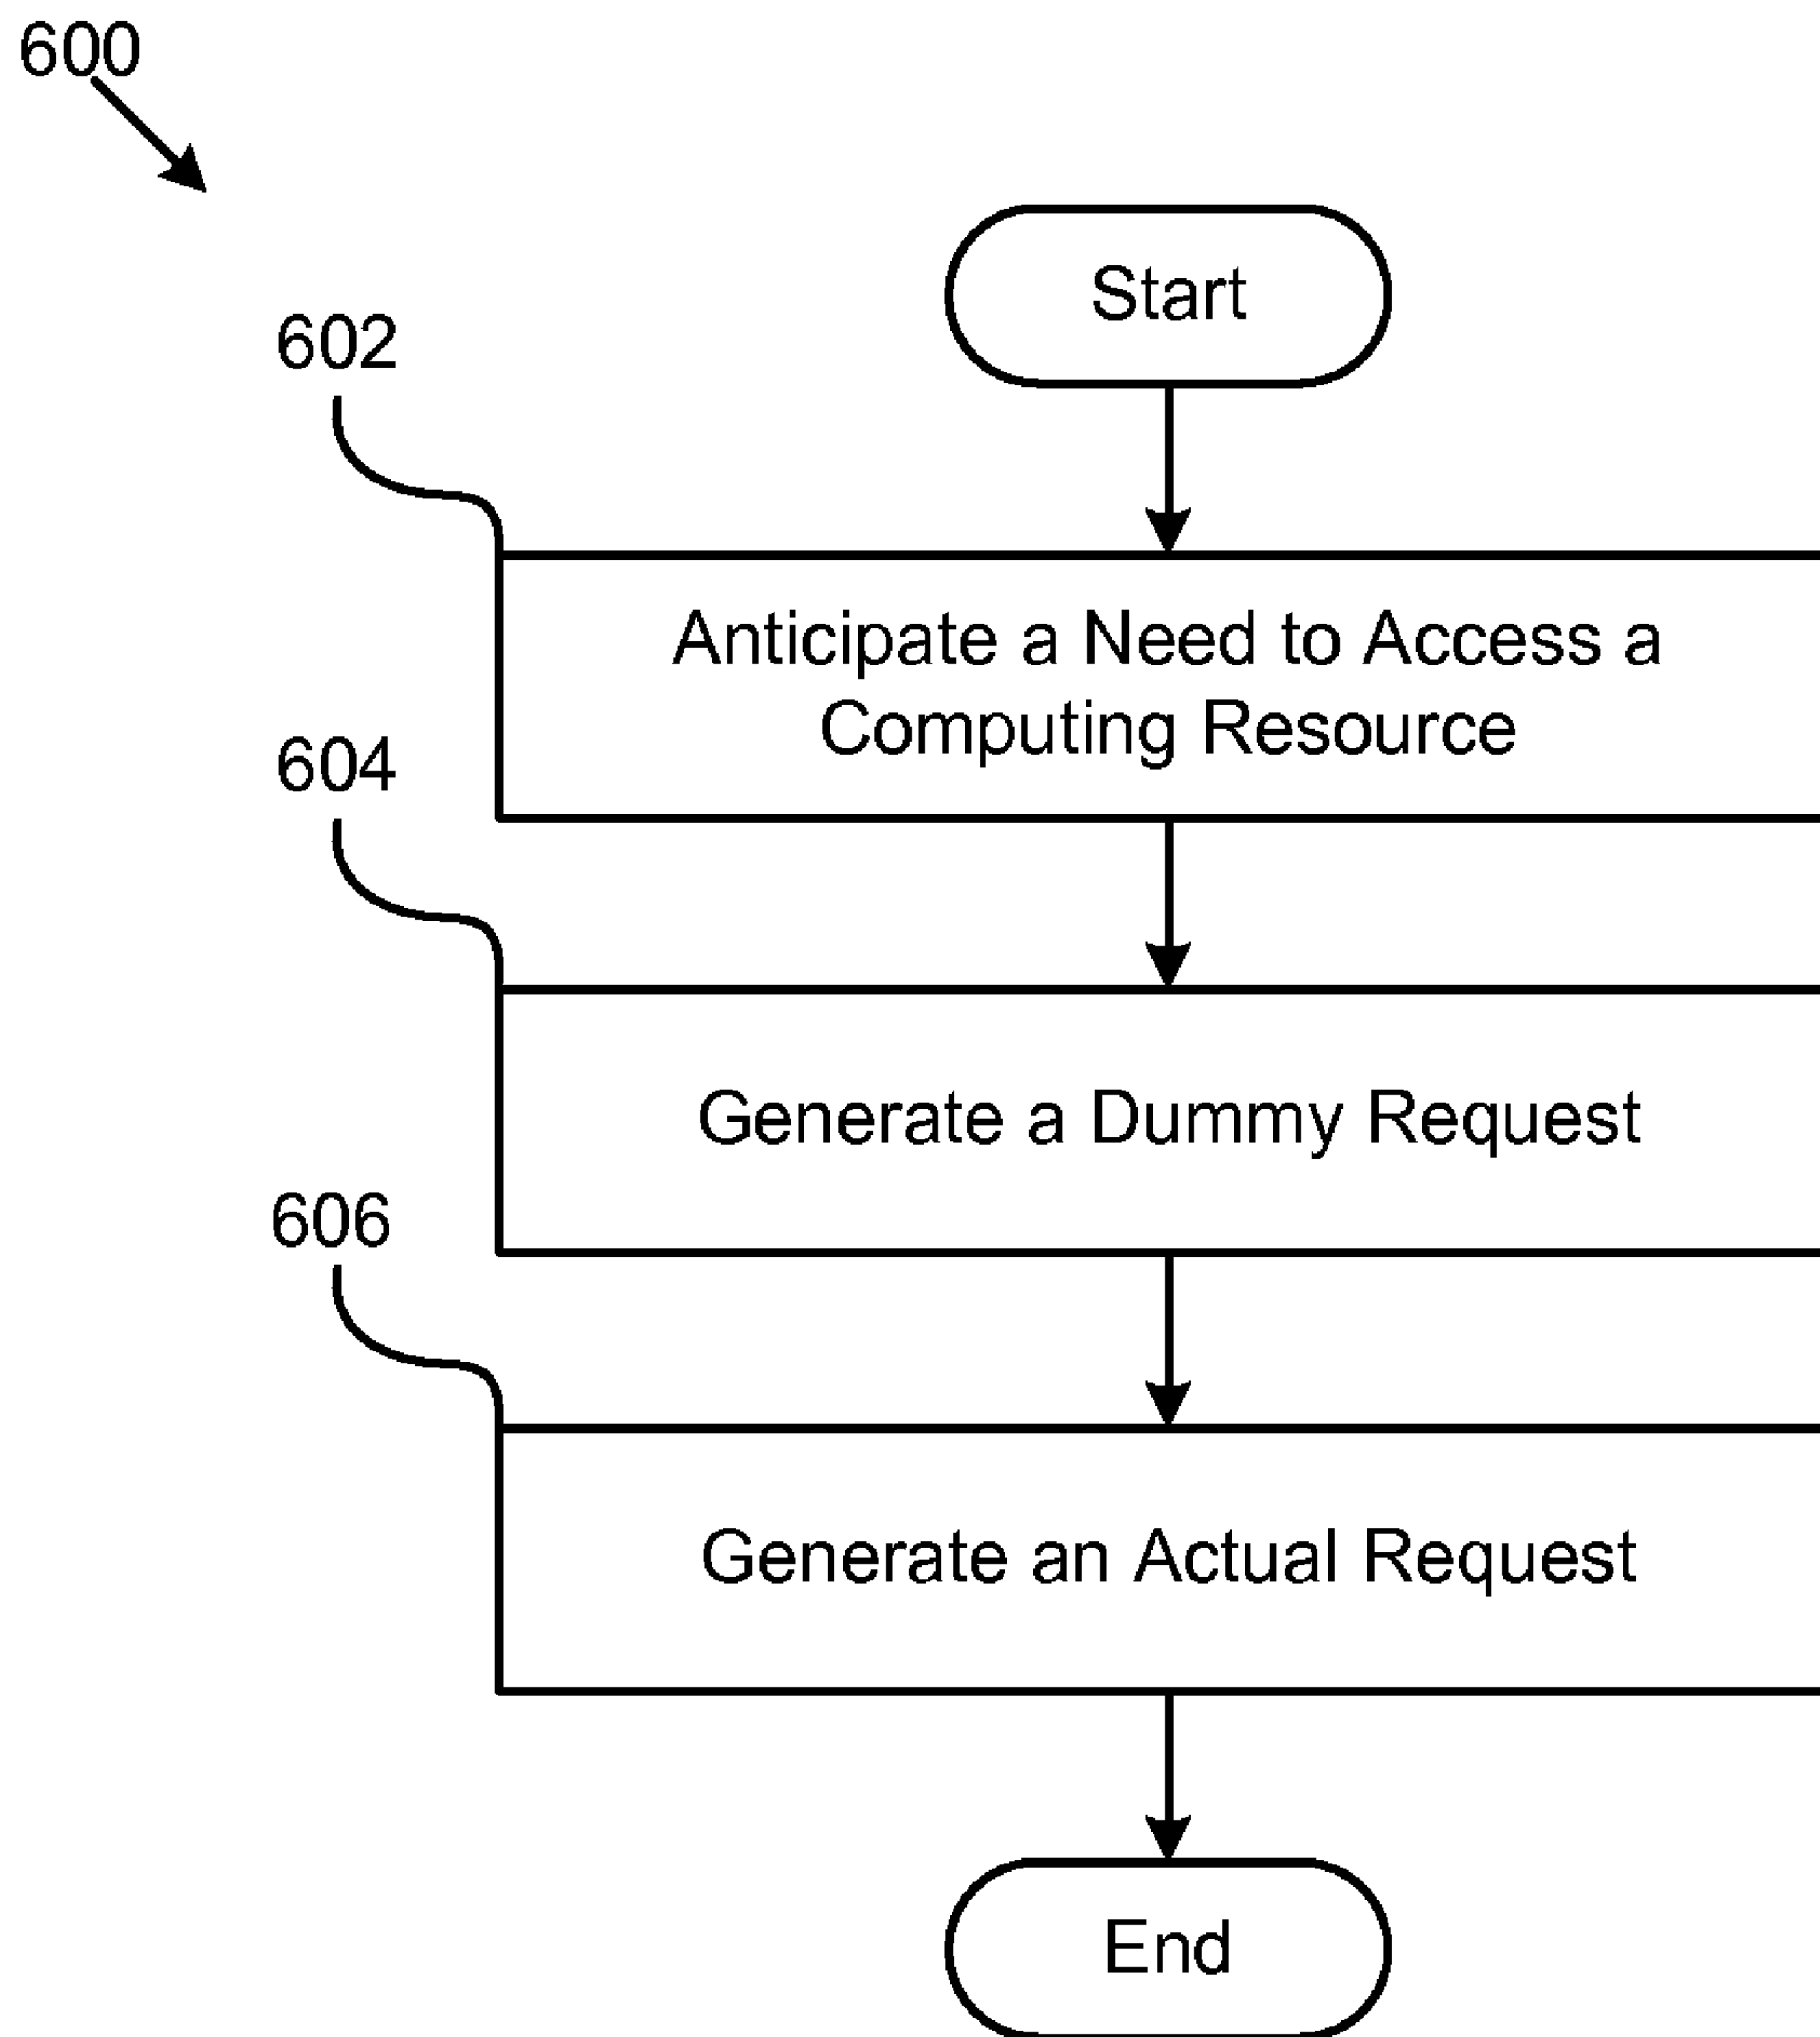 600
Start
602
Anticipate a Need to Access a
Computing Resource
604
Generate a Dummy Request
606
Generate an Actual Request
End